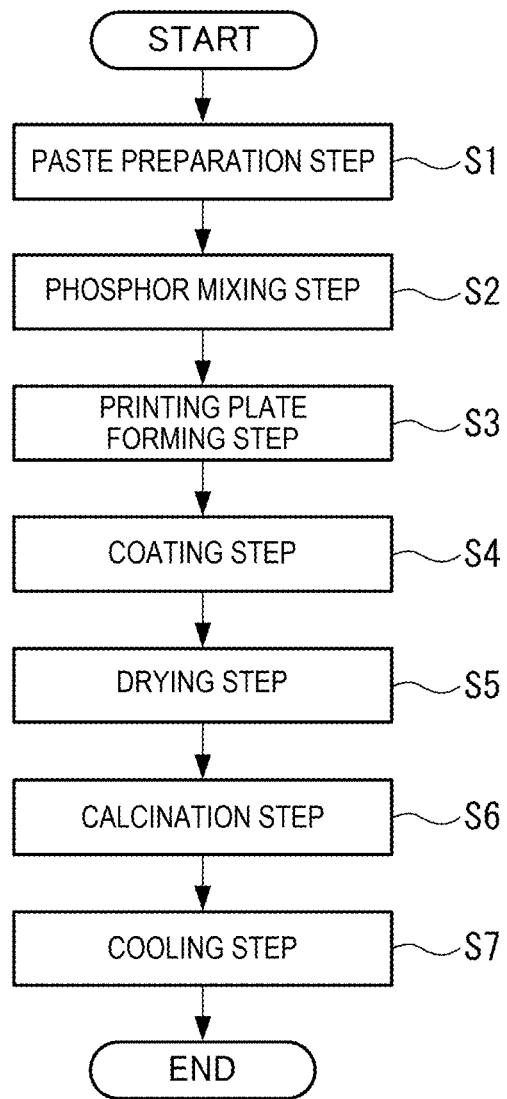 START
PASTE PREPARATION STEP S1
PHOSPHOR MIXING STEP S2
PRINTING PLATE
FORMING STEP S3
COATING STEP S4
DRYING STEP S5
CALCINATION STEP S6
COOLING STEP S7
END